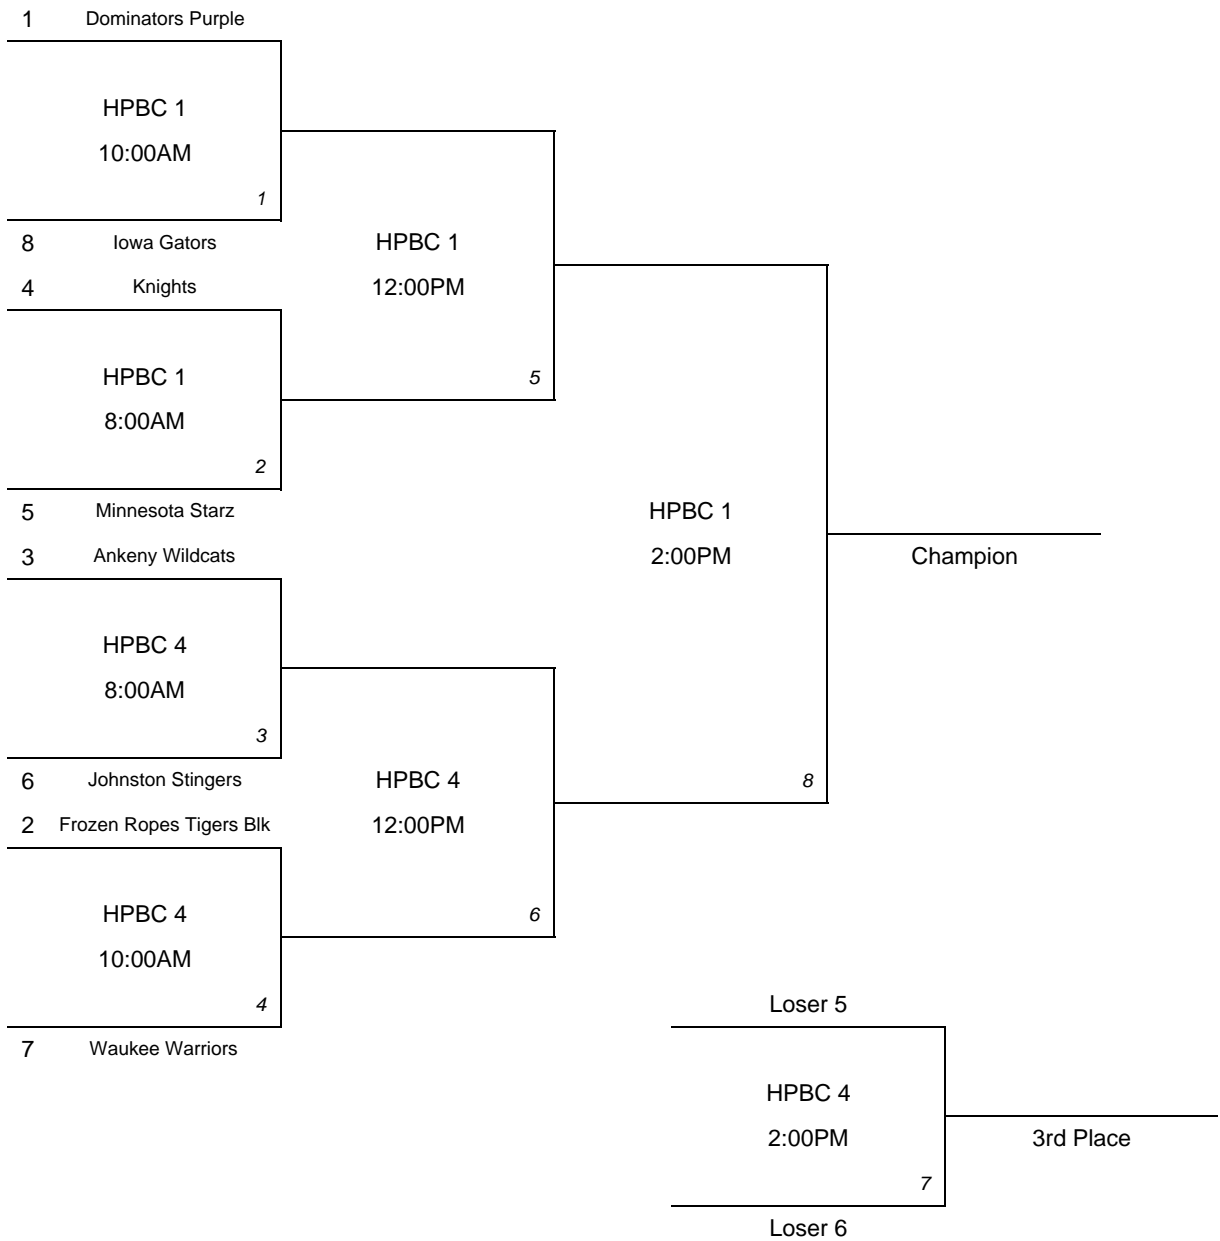 1 Dominators Purple
HPBC 1
10:00AM
1
8 Iowa Gators
HPBC 1
4 Knights
12:00PM
HPBC 1
5
8:00AM
2
5 Minnesota Starz
HPBC 1
3 Ankeny Wildcats
2:00PM
Champion
HPBC 4
8:00AM
3
6 Johnston Stingers
HPBC 4
8
2 Frozen Ropes Tigers Blk
12:00PM
HPBC 4
6
10:00AM
4
Loser 5
7 Waukee Warriors
HPBC 4
2:00PM
3rd Place
7
Loser 6